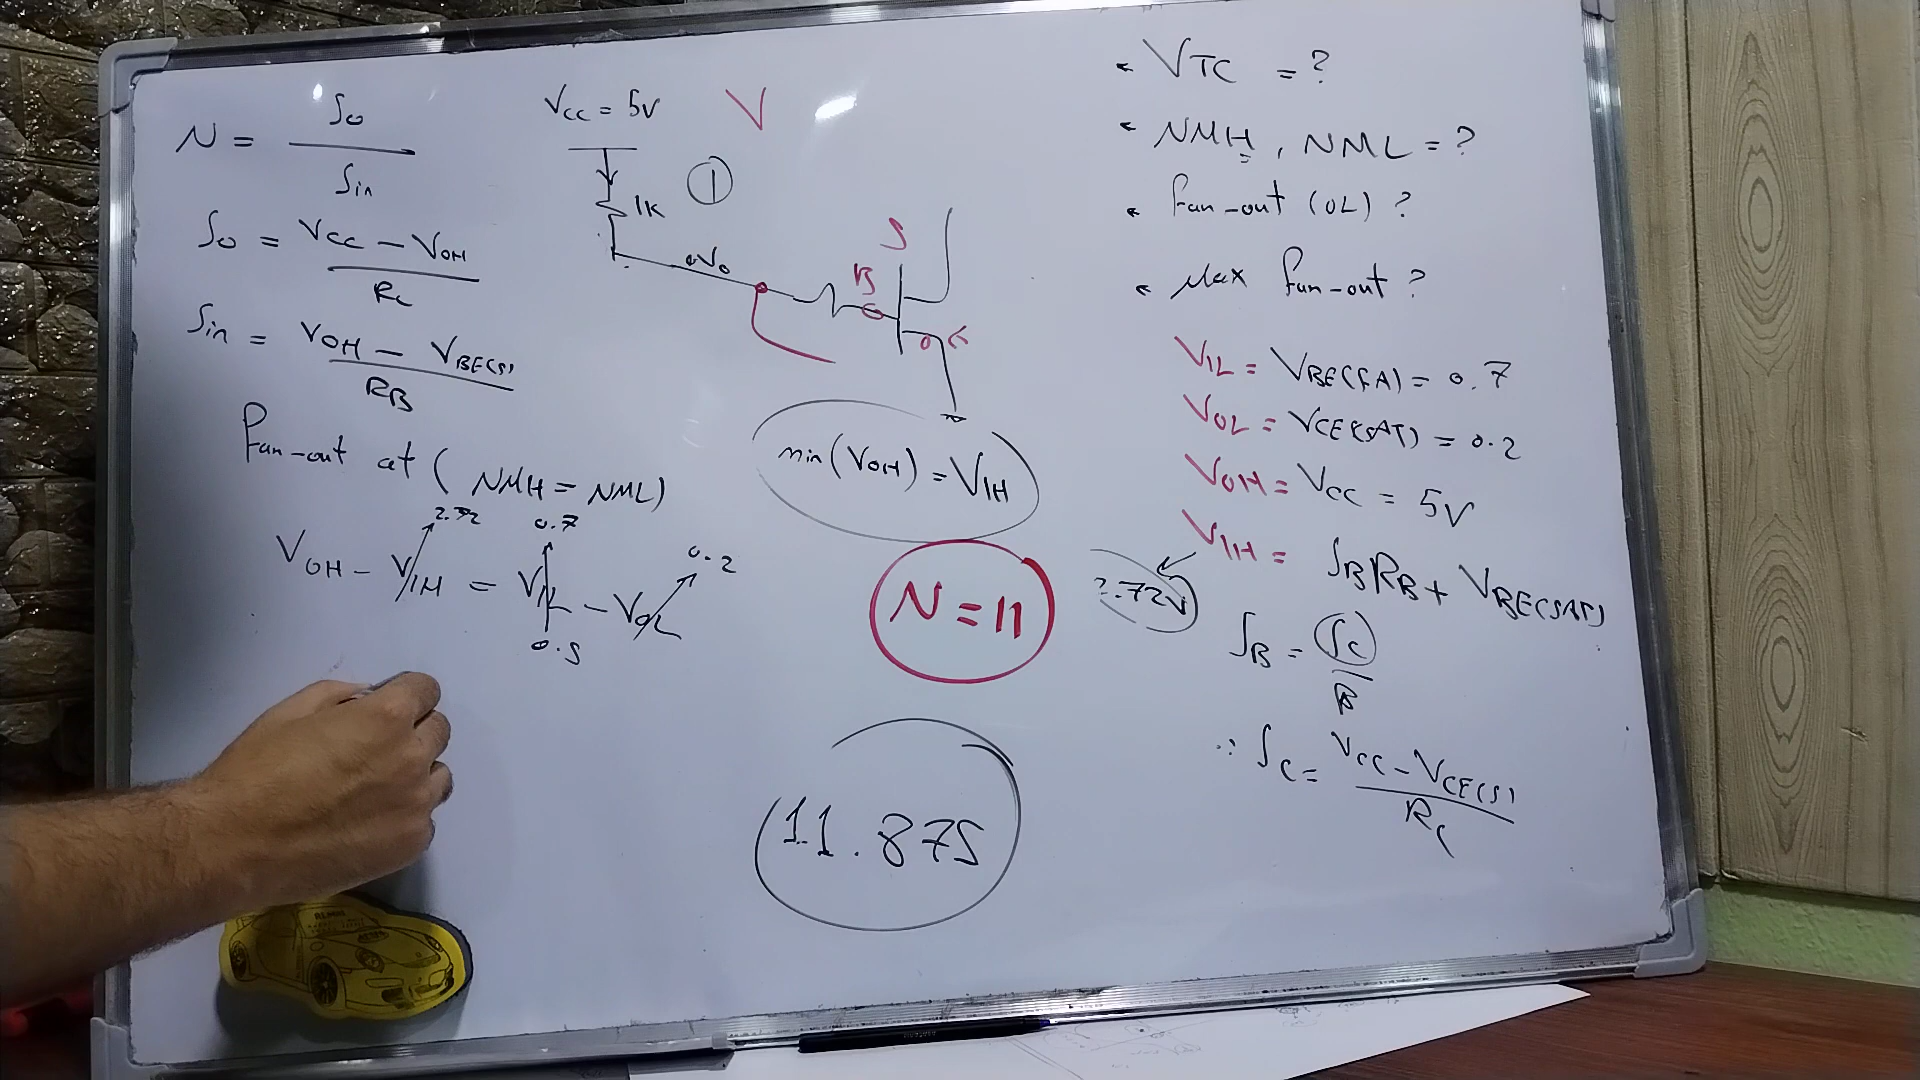 N = Io / Iin
Io = VCC - VOH / RC
Iin = VOH - VBE(S) / RB
Fan-out at ( NMH = NML)
2.72 0.7 0.2
VOH - VIH = VIL - VOL
0.5
VCC = 5V
V
1
1K
Vo
B
S
min(VOH) = VIH
N = 11
11.875
VTC = ?
NMH , NML = ?
Fan-out (OL) ?
Max Fan-out ?
VIL = VBE(FA) = 0.7
VOL = VCE(SAT) = 0.2
VOH = VCC = 5V
VIH = IB RB + VBE(SAT)
.72V
IB = IC / B
∵ IC = VCC - VCE(S) / RC